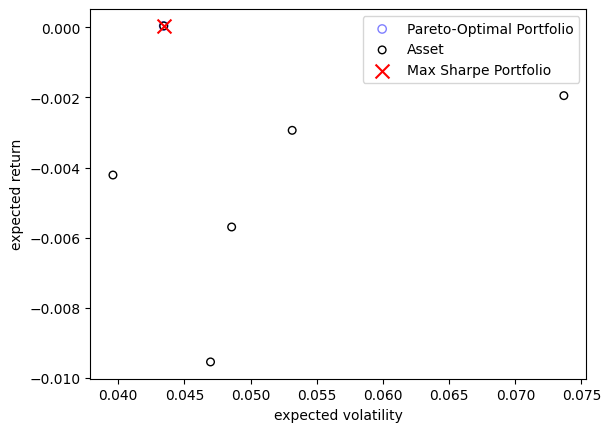 0.000
−0.002
−0.004
−0.006
−0.008
−0.010
expected return
Pareto-Optimal Portfolio
Asset
Max Sharpe Portfolio
0.040 0.045 0.050 0.055 0.060 0.065 0.070 0.075
expected volatility